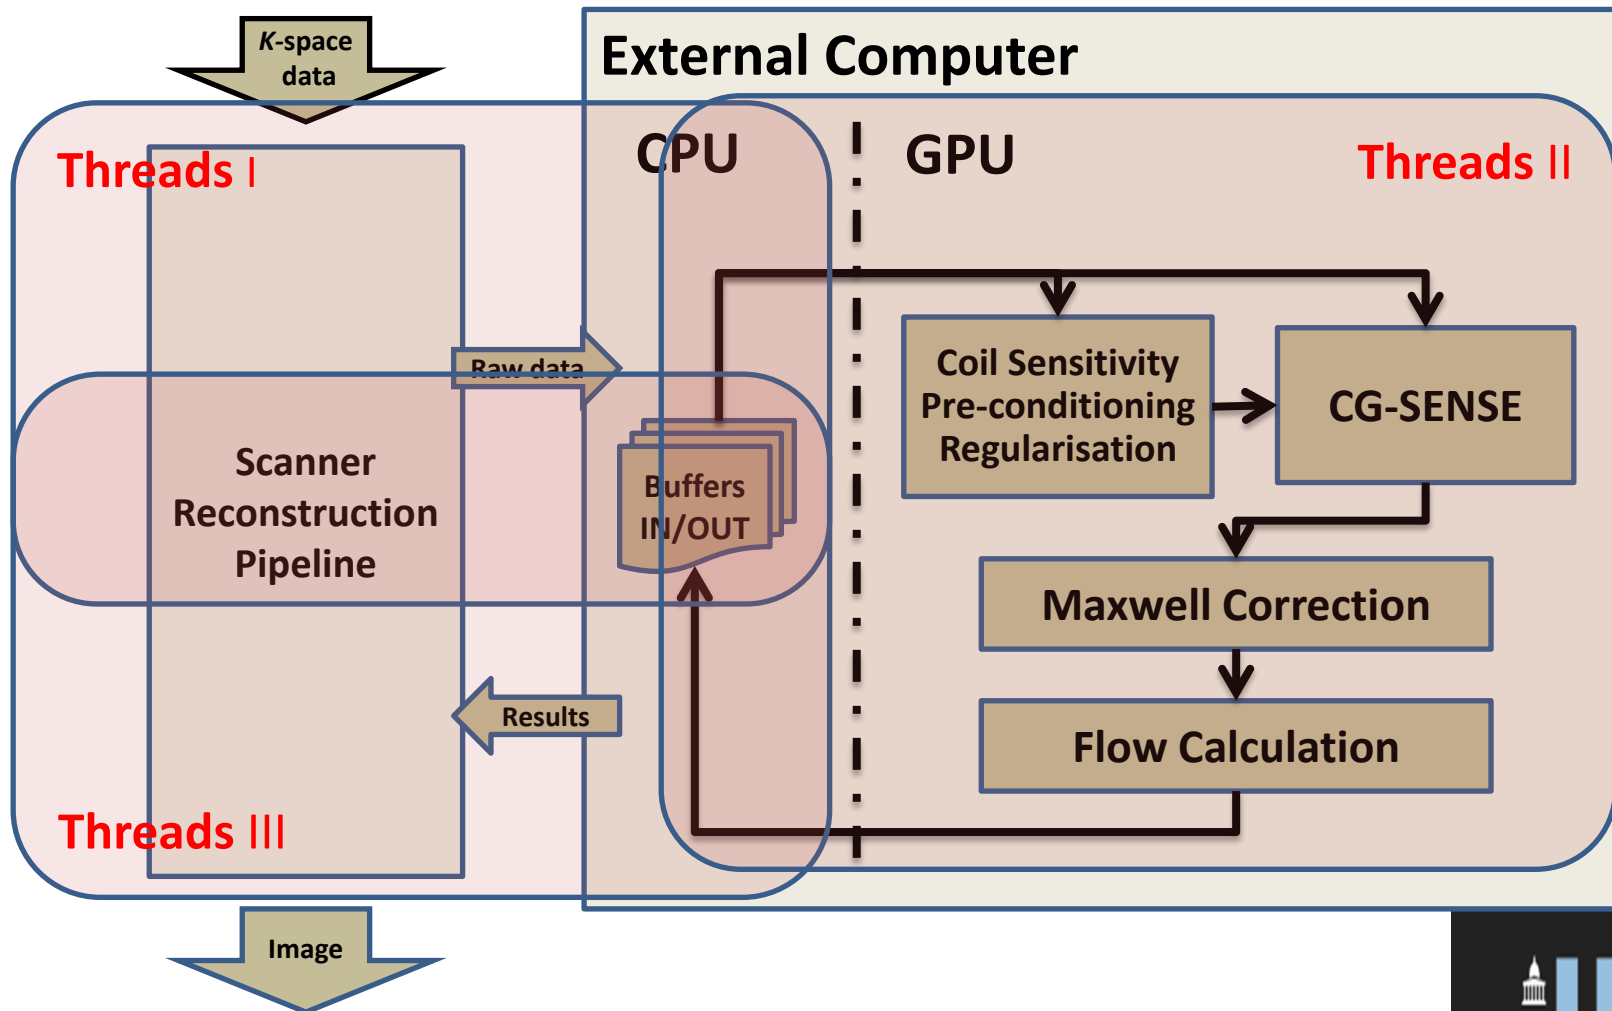 K-space
data
External Computer
CPU
GPU
Threads I
Threads II
Raw data
Coil Sensitivity
Pre-conditioning
Regularisation
CG-SENSE
Scanner
Reconstruction
Pipeline
Buffers
IN/OUT
Maxwell Correction
Results
Flow Calculation
Threads III
Image